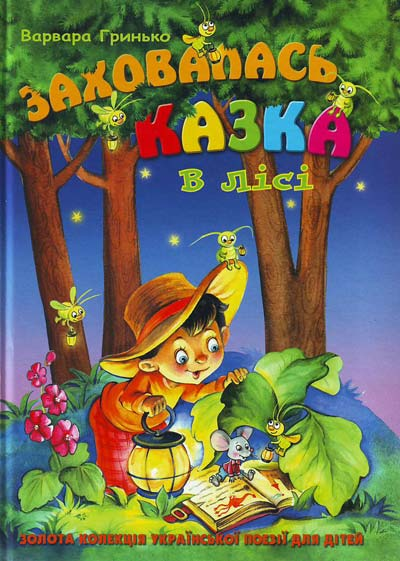 Варвара Гринько
ЗАХОВАЛАСЬ
КАЗКА
В Лісі
ЗОЛОТА КОЛЕКЦІЯ УКРАЇНСЬКОЇ ПОЕЗІЇ ДЛЯ ДІТЕЙ